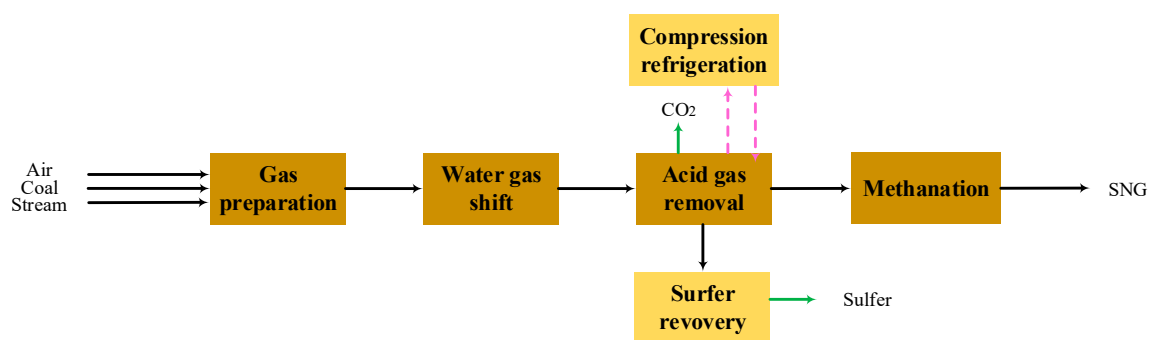 Compression
refrigeration
CO2
Air
Coal
Stream
Gas
preparation
Water gas
shift
Acid gas
removal
Methanation
SNG
Surfer
revovery
Sulfer